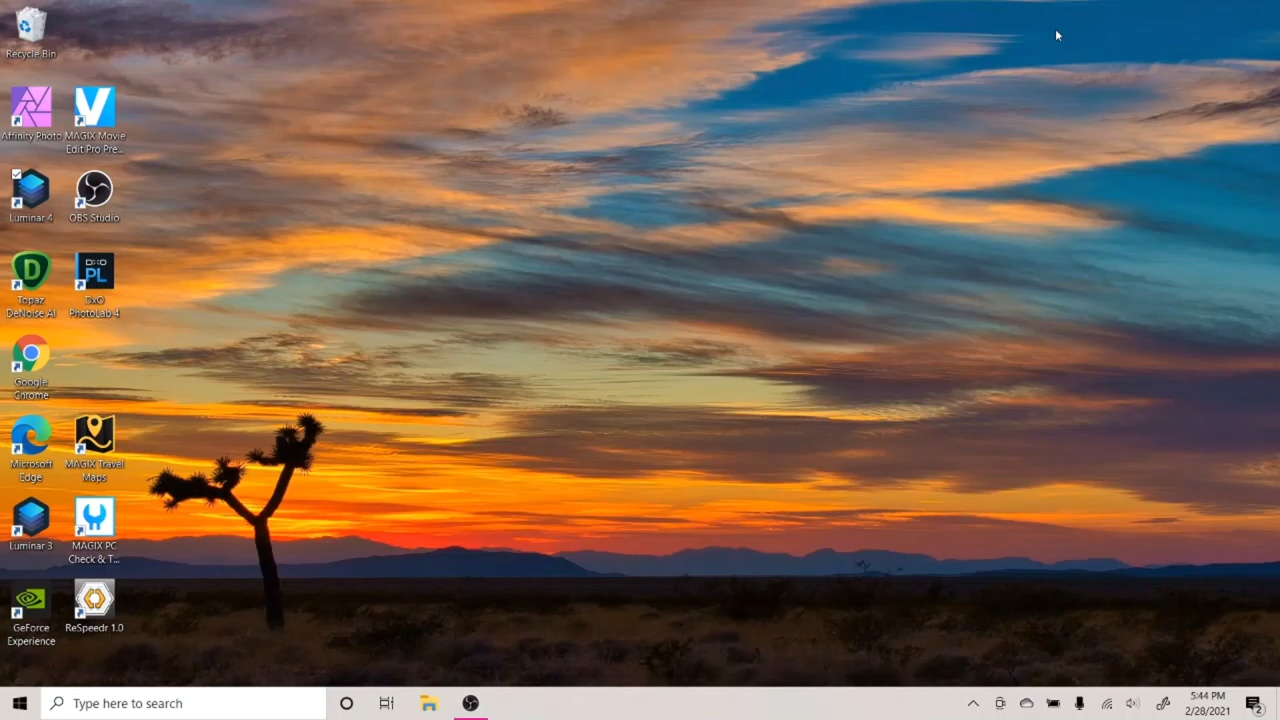 Recycle Bin
Affinity Photo
MAGIX Movie
Edit Pro Pre...
Luminar 4
OBS Studio
D
Topaz
DeNoise AI
DXO
PL
DxO
PhotoLab 4
Google
Chrome
Microsoft
Edge
MAGIX Travel
Maps
Luminar 3
MAGIX PC
Check & T...
GeForce
Experience
ReSpeedr 1.0
Type here to search
5:44 PM
2/28/2021
2